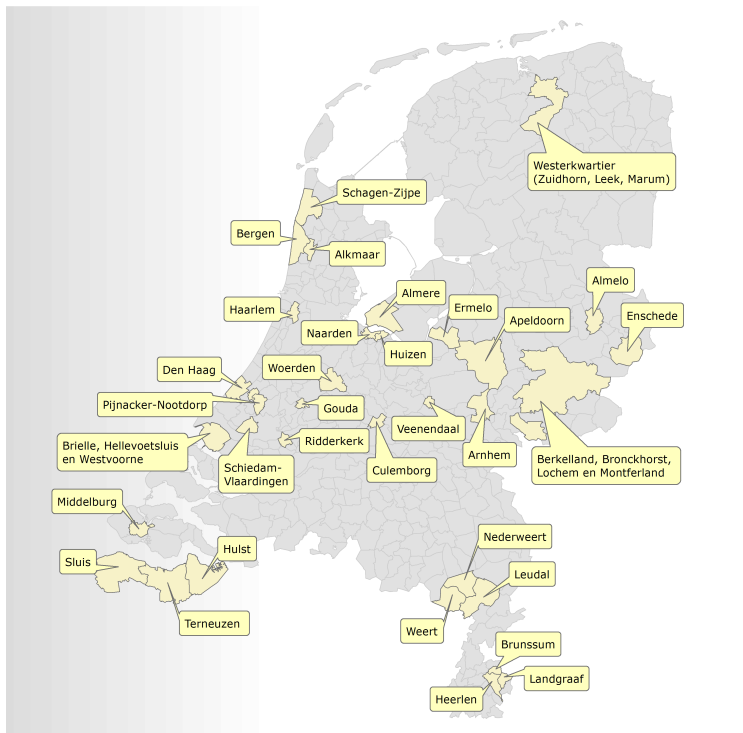 Westerkwartier
(Zuidhorn, Leek, Marum)
Schagen-Zijpe
Bergen
Alkmaar
Almelo
Almere
Ermelo
Haarlem
Apeldoorn
Enschede
Naarden
Huizen
Den Haag
Woerden
Pijnacker-Nootdorp
Gouda
Veenendaal
Ridderkerk
Brielle, Hellevoetsluis
en Westvoorne
Arnhem
Berkelland, Bronckhorst,
Lochem en Montferland
Schiedam-
Vlaardingen
Culemborg
Middelburg
Nederweert
Hulst
Sluis
Leudal
Terneuzen
Weert
Brunssum
Landgraaf
Heerlen